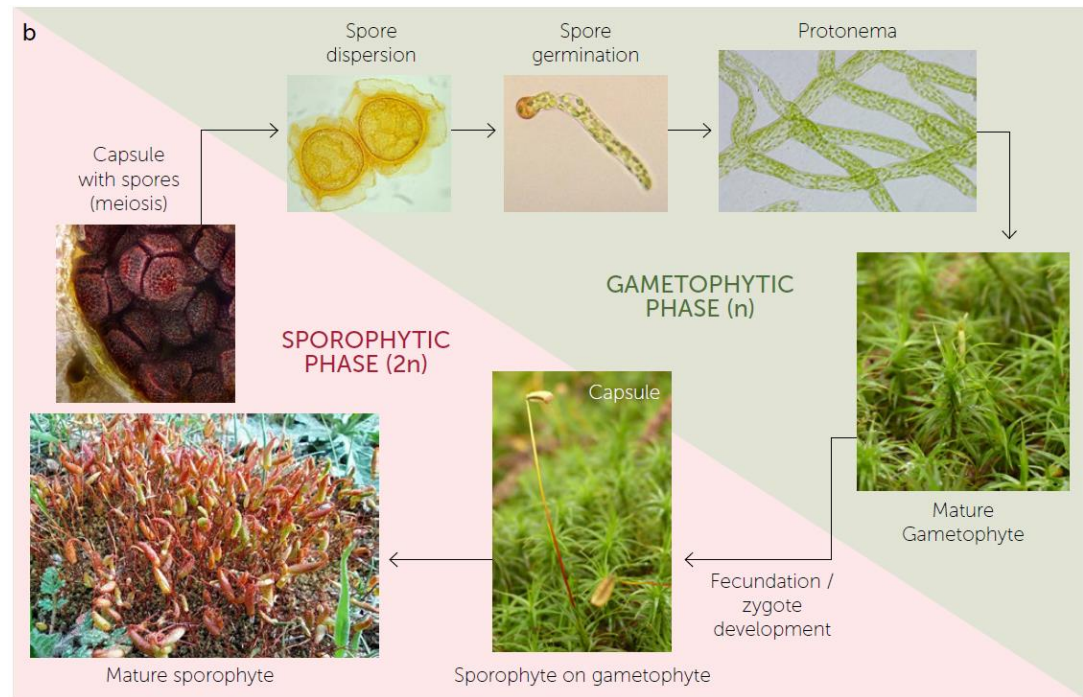 b
Spore
dispersion
Spore
germination
Protonema
Capsule
with spores
(meiosis)
GAMETOPHYTIC
PHASE (n)
SPOROPHYTIC
PHASE (2n)
Capsule
Mature
Gametophyte
Fecundation /
zygote
development
Mature sporophyte
Sporophyte on gametophyte